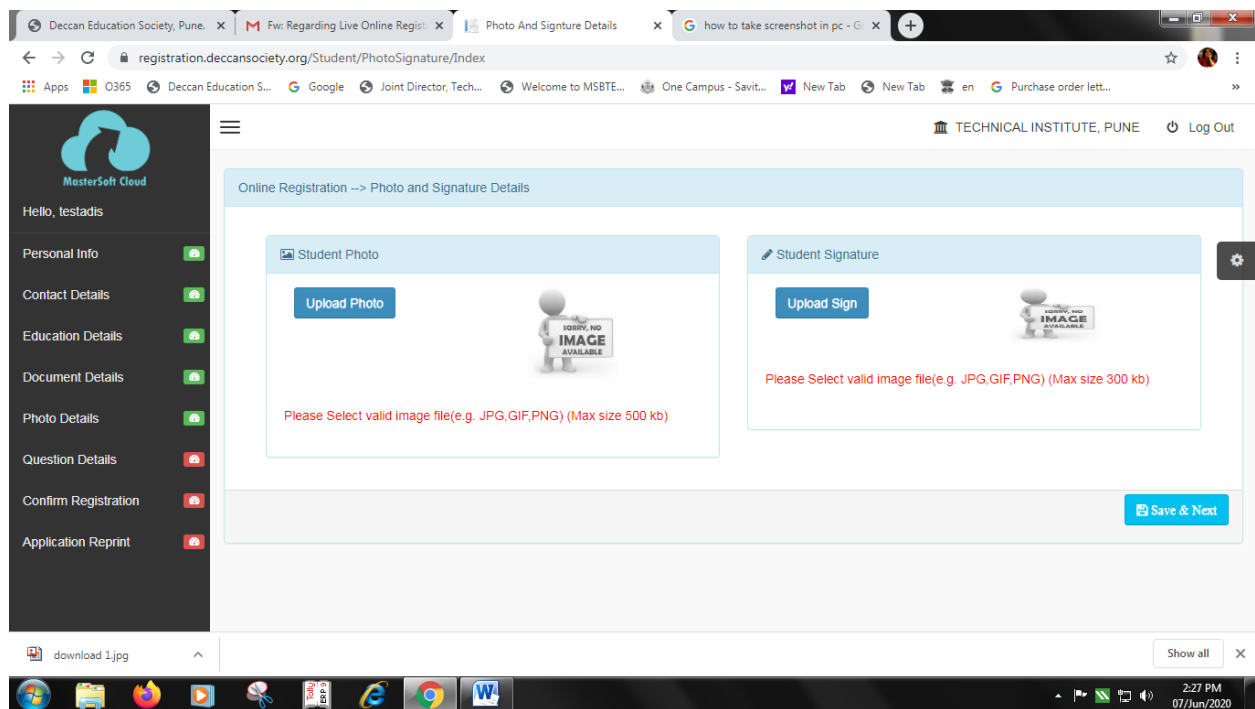 Deccan Education Society, Pune.
Fw: Regarding Live Online Regist
Photo And Signture Details
how to take screenshot in pc - Go
registration.deccansociety.org/Student/PhotoSignature/Index
Apps
O365
Deccan Education S...
Google
Joint Director, Tech...
Welcome to MSBTE...
One Campus - Savit...
New Tab
New Tab
en
Purchase order lett...
»
MasterSoft Cloud
TECHNICAL INSTITUTE, PUNE
Log Out
Hello, testadis
Personal Info
Contact Details
Education Details
Document Details
Photo Details
Question Details
Confirm Registration
Application Reprint
Online Registration --> Photo and Signature Details
Student Photo
Upload Photo
SORRY, NO
IMAGE
AVAILABLE
Please Select valid image file(e.g. JPG,GIF,PNG) (Max size 500 kb)
Student Signature
Upload Sign
SORRY, NO
IMAGE
AVAILABLE
Please Select valid image file(e.g. JPG,GIF,PNG) (Max size 300 kb)
Save & Next
download 1.jpg
Show all
Tally
ERP 9
W
2:27 PM
07/Jun/2020